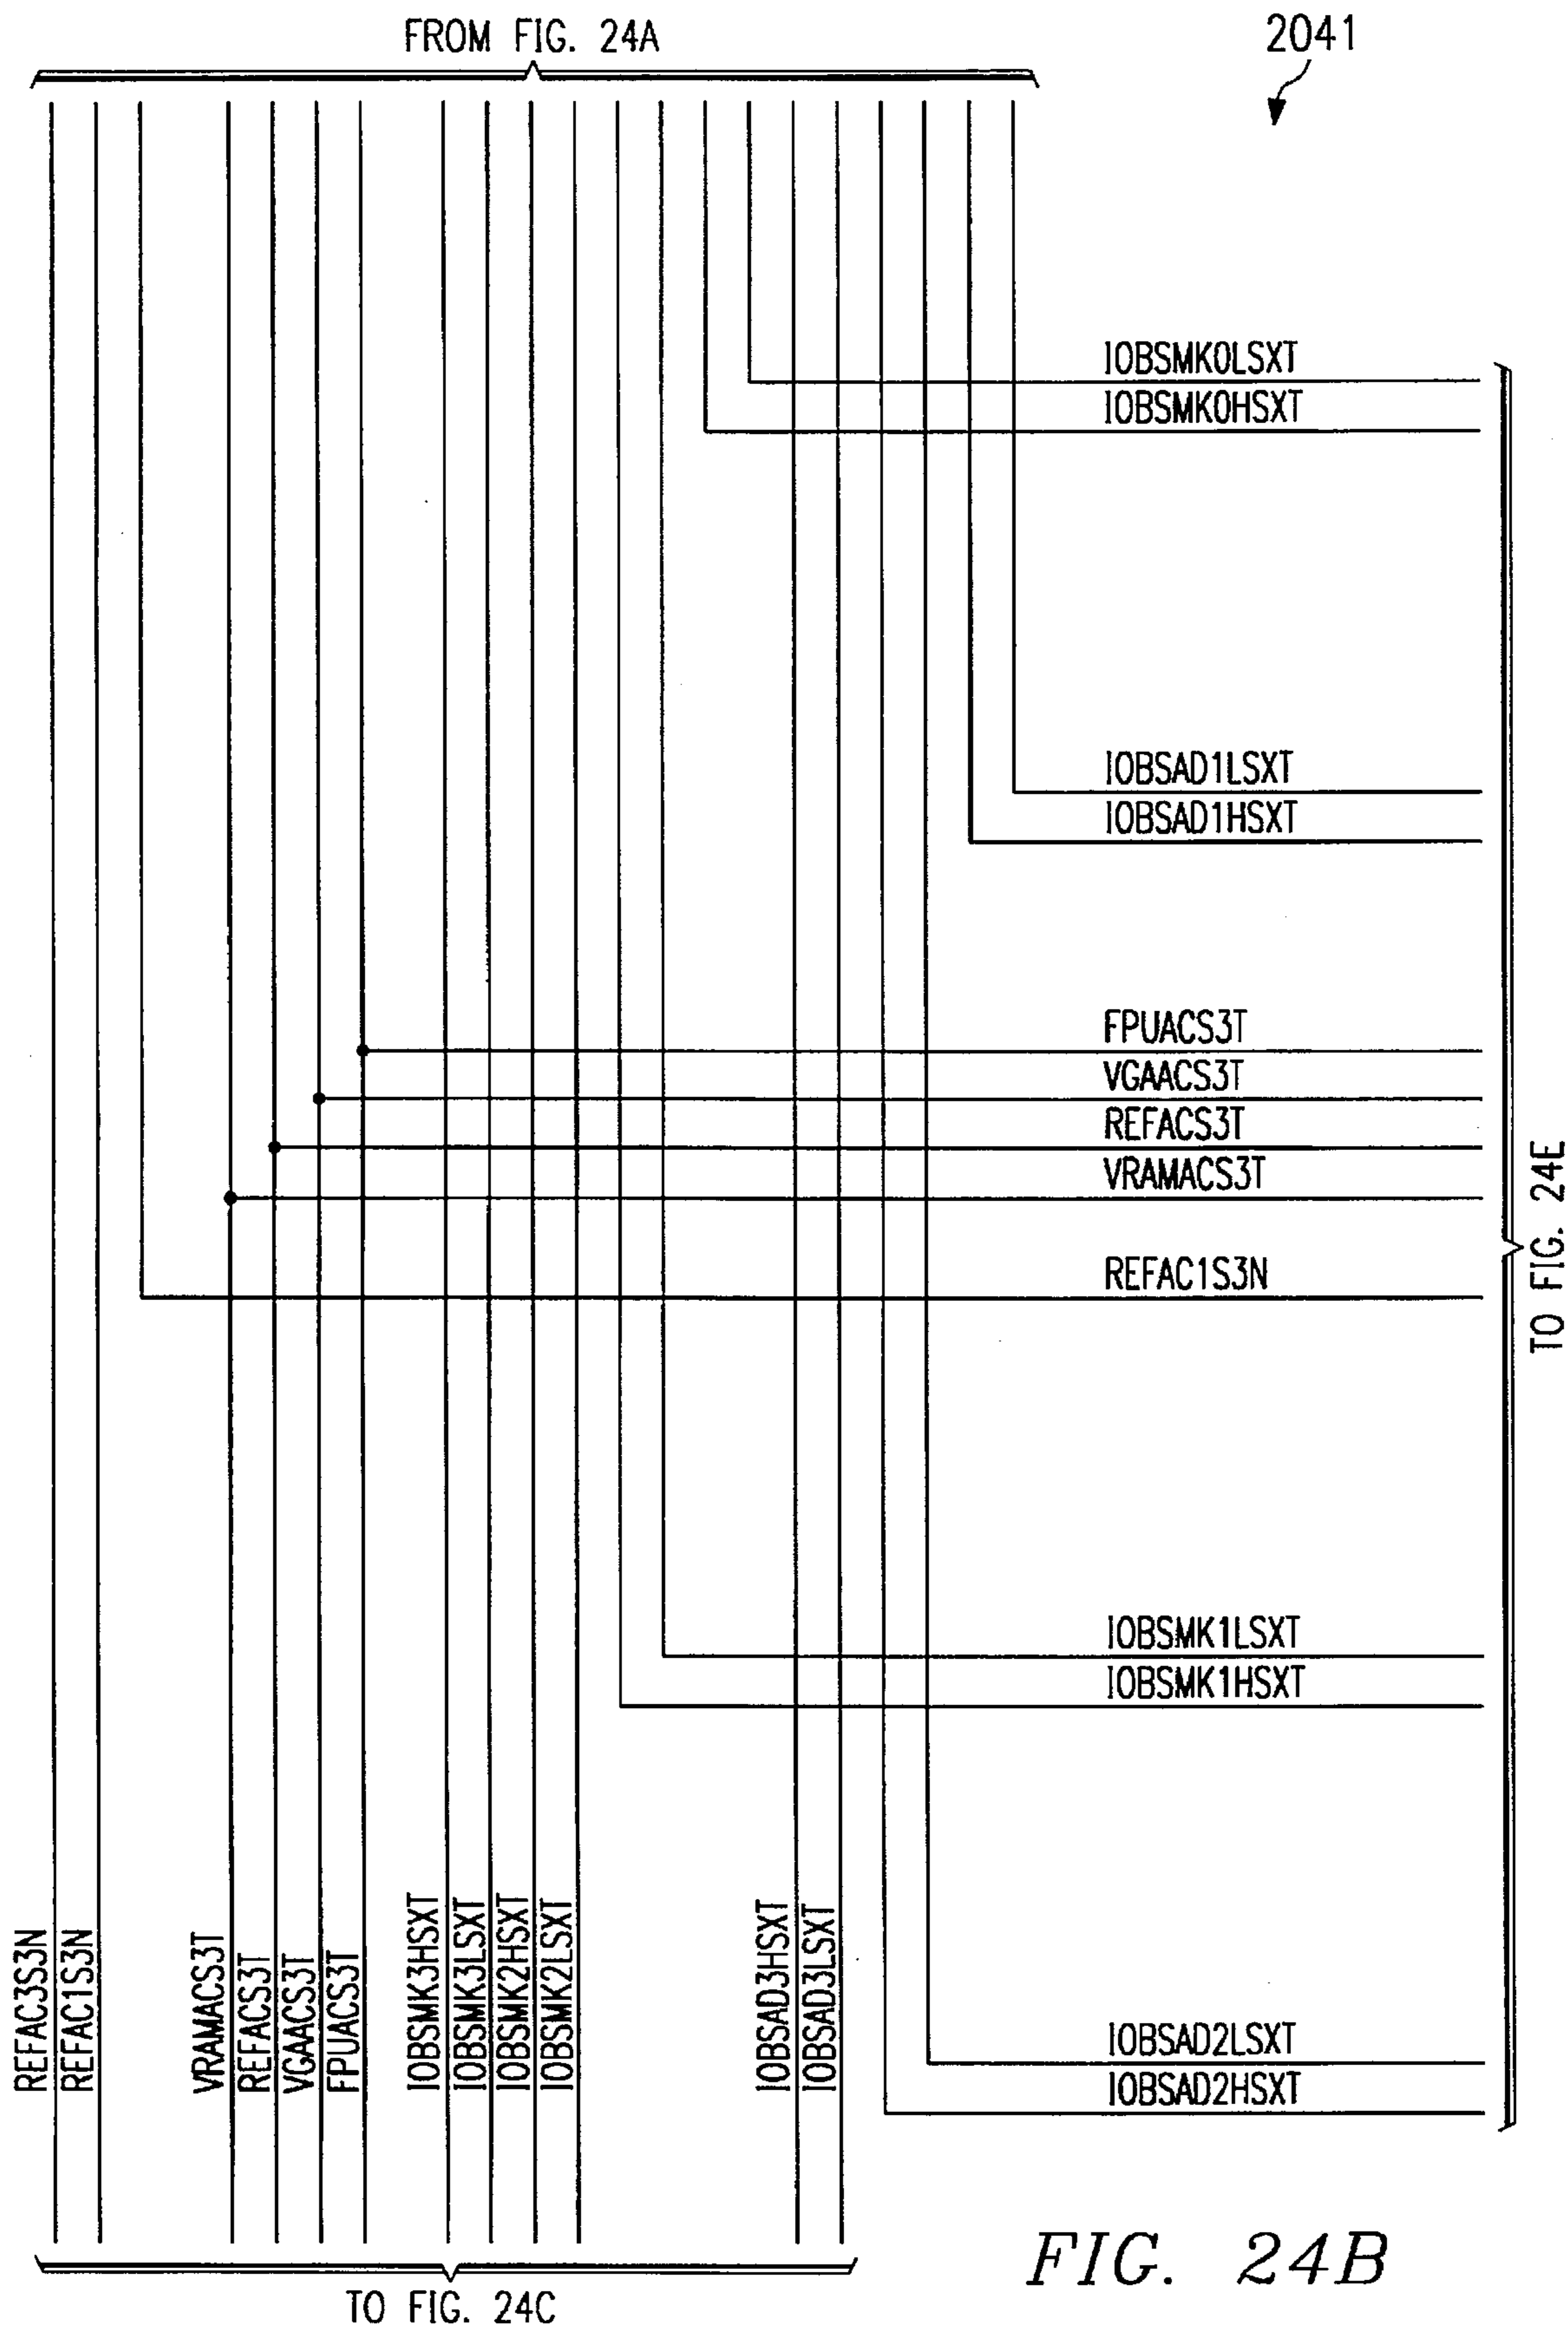 FROM FIG. 24A
2041
IOBSMK0LSXT
IOBSMK0HSXT
IOBSAD1LSXT
IOBSAD1HSXT
FPUACS3T
VGAACS3T
REFACS3T
VRAMACS3T
REFAC1S3N
TO FIG. 24E
IOBSMK1LSXT
IOBSMK1HSXT
IOBSAD2LSXT
IOBSAD2HSXT
REFAC3S3N
REFAC1S3N
VRAMACS3T
REFACS3T
VGAACS3T
FPUACS3T
IOBSMK3HSXT
IOBSMK3LSXT
IOBSMK2HSXT
IOBSMK2LSXT
IOBSAD3HSXT
IOBSAD3LSXT
TO FIG. 24C
FIG. 24B